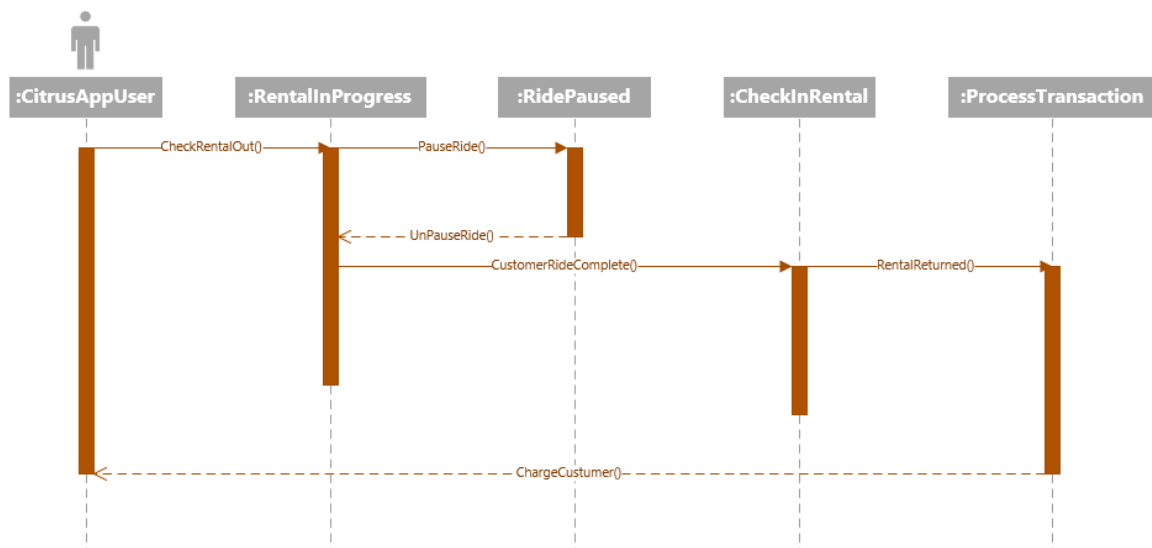 :CitrusAppUser
:RentalInProgress
:RidePaused
:CheckInRental
:ProcessTransaction
CheckRentalOut()
PauseRide()
UnPauseRide()
CustomerRideComplete()
RentalReturned()
ChargeCustumer()